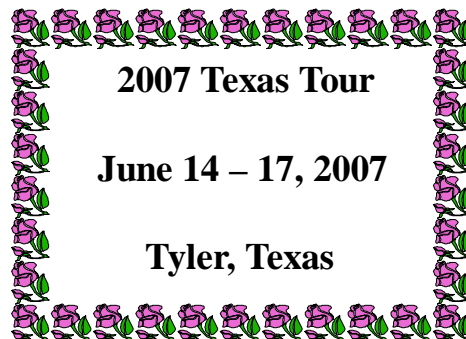 2007 Texas Tour
June 14 – 17, 2007
Tyler, Texas